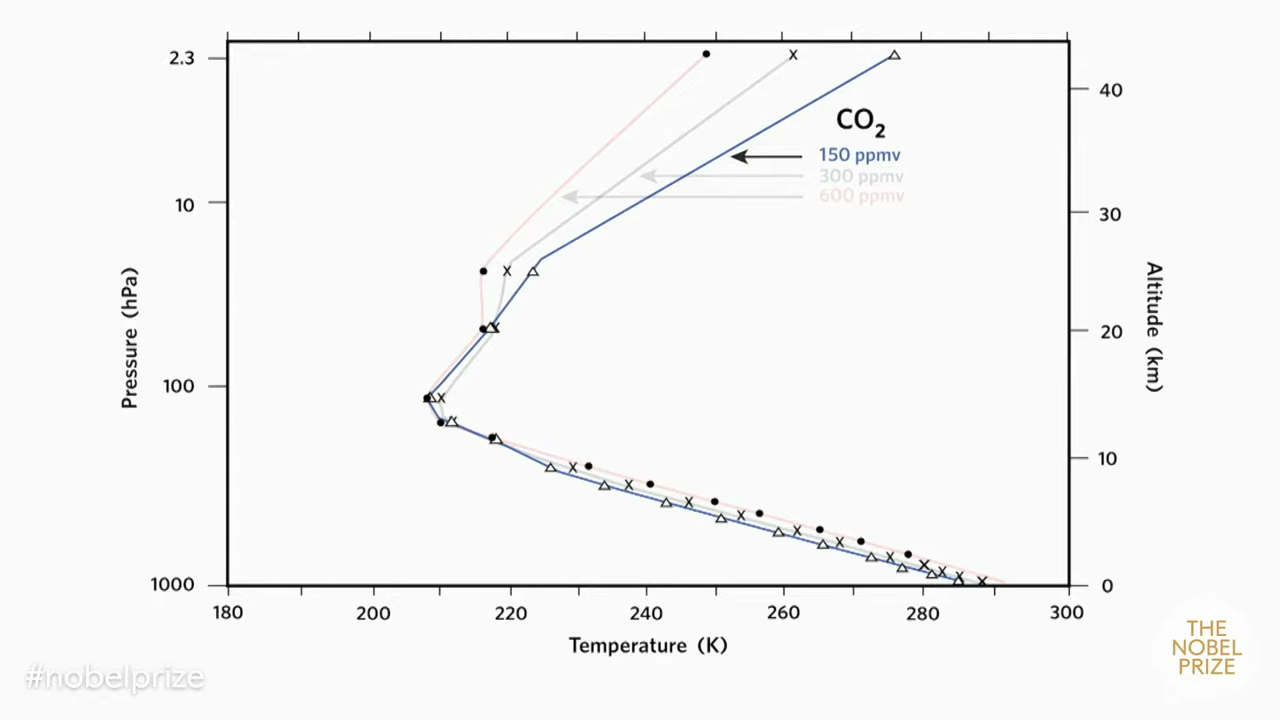 2.3
10
100
1000
Pressure (hPa)
180
200
220
240
260
280
300
Temperature (K)
40
30
20
10
0
Altitude (km)
CO2
150 ppmv
300 ppmv
600 ppmv
#nobelprize
THE
NOBEL
PRIZE